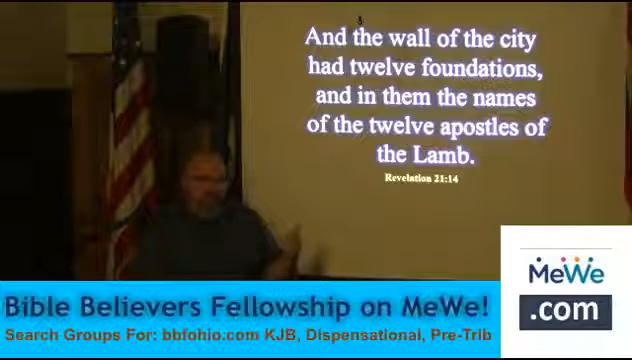 And the wall of the city
had twelve foundations,
and in them the names
of the twelve apostles of
the Lamb.
Revelation 21:14
MeWe
.com
Bible Believers Fellowship on MeWe!
Search Groups For: bbfohio.com KJB, Dispensational, Pre-Trib